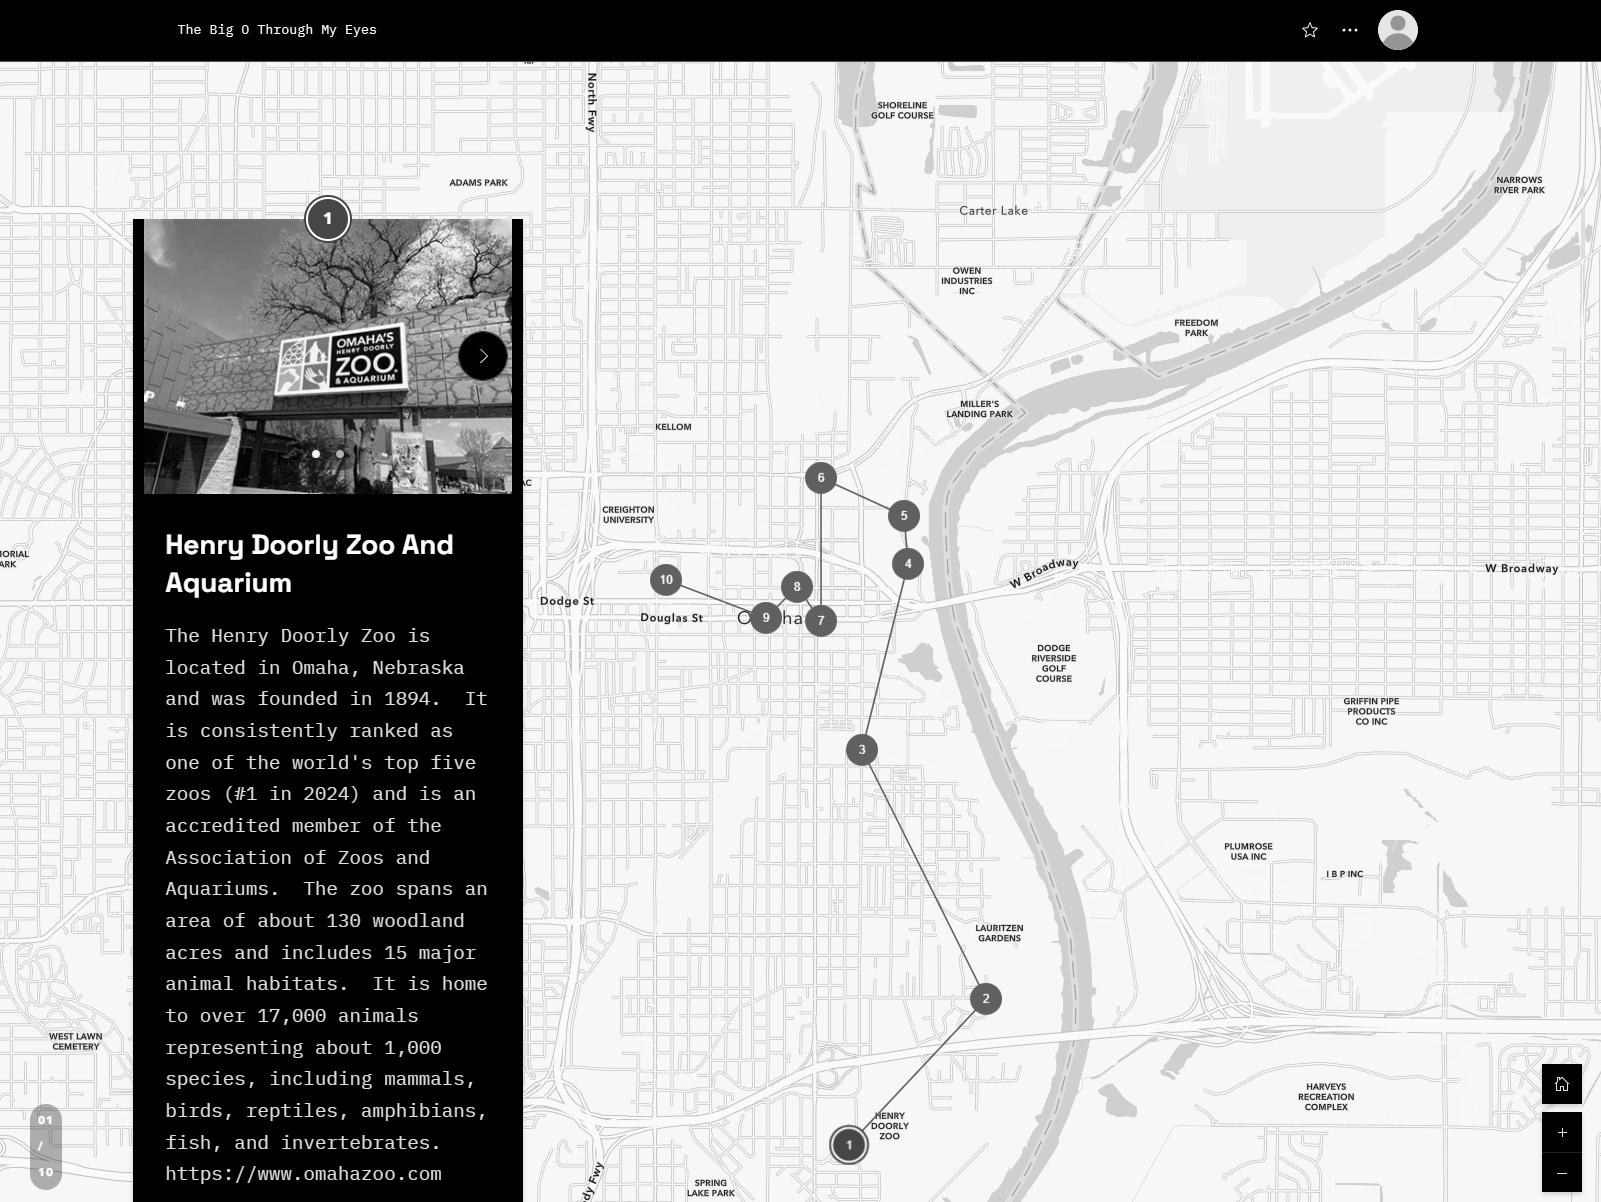 The Big O Through My Eyes
North Fwy
SHORELINE
GOLF COURSE
ADAMS PARK
NARROWS
RIVER PARK
Carter Lake
1
OWEN
INDUSTRIES
INC
FREEDOM
PARK
OMAHA'S
HENRY DOORLY
ZOO
& AQUARIUM
P
WELCOME
MILLER'S
LANDING PARK
KELLOM
6
CREIGHTON
UNIVERSITY
5
4
W Broadway
W Broadway
10
8
Dodge St
Douglas St
9
7
DODGE
RIVERSIDE
GOLF
COURSE
GRIFFIN PIPE
PRODUCTS
CO INC
3
PLUMROSE
USA INC
I B P INC
LAURITZEN
GARDENS
2
WEST LAWN
CEMETERY
HARVEYS
RECREATION
COMPLEX
HENRY
DOORLY
ZOO
1
SPRING
LAKE PARK
Henry Doorly Zoo And
Aquarium
The Henry Doorly Zoo is
located in Omaha, Nebraska
and was founded in 1894.  It
is consistently ranked as
one of the world's top five
zoos (#1 in 2024) and is an
accredited member of the
Association of Zoos and
Aquariums.  The zoo spans an
area of about 130 woodland
acres and includes 15 major
animal habitats.  It is home
to over 17,000 animals
representing about 1,000
species, including mammals,
birds, reptiles, amphibians,
fish, and invertebrates.
https://www.omahazoo.com
01
/
10